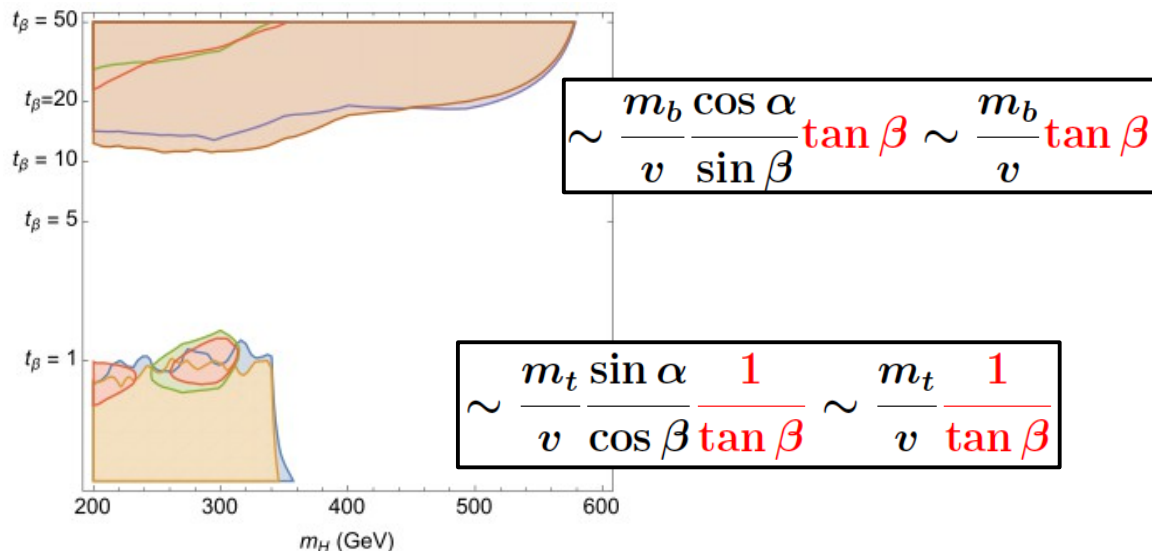 t_β = 50
t_β=20
t_β = 10
t_β = 5
t_β = 1
200 300 400 500 600
m_H (GeV)
∼ m_b/v cos α/sin β tan β ∼ m_b/v tan β
∼ m_t/v sin α/cos β 1/tan β ∼ m_t/v 1/tan β